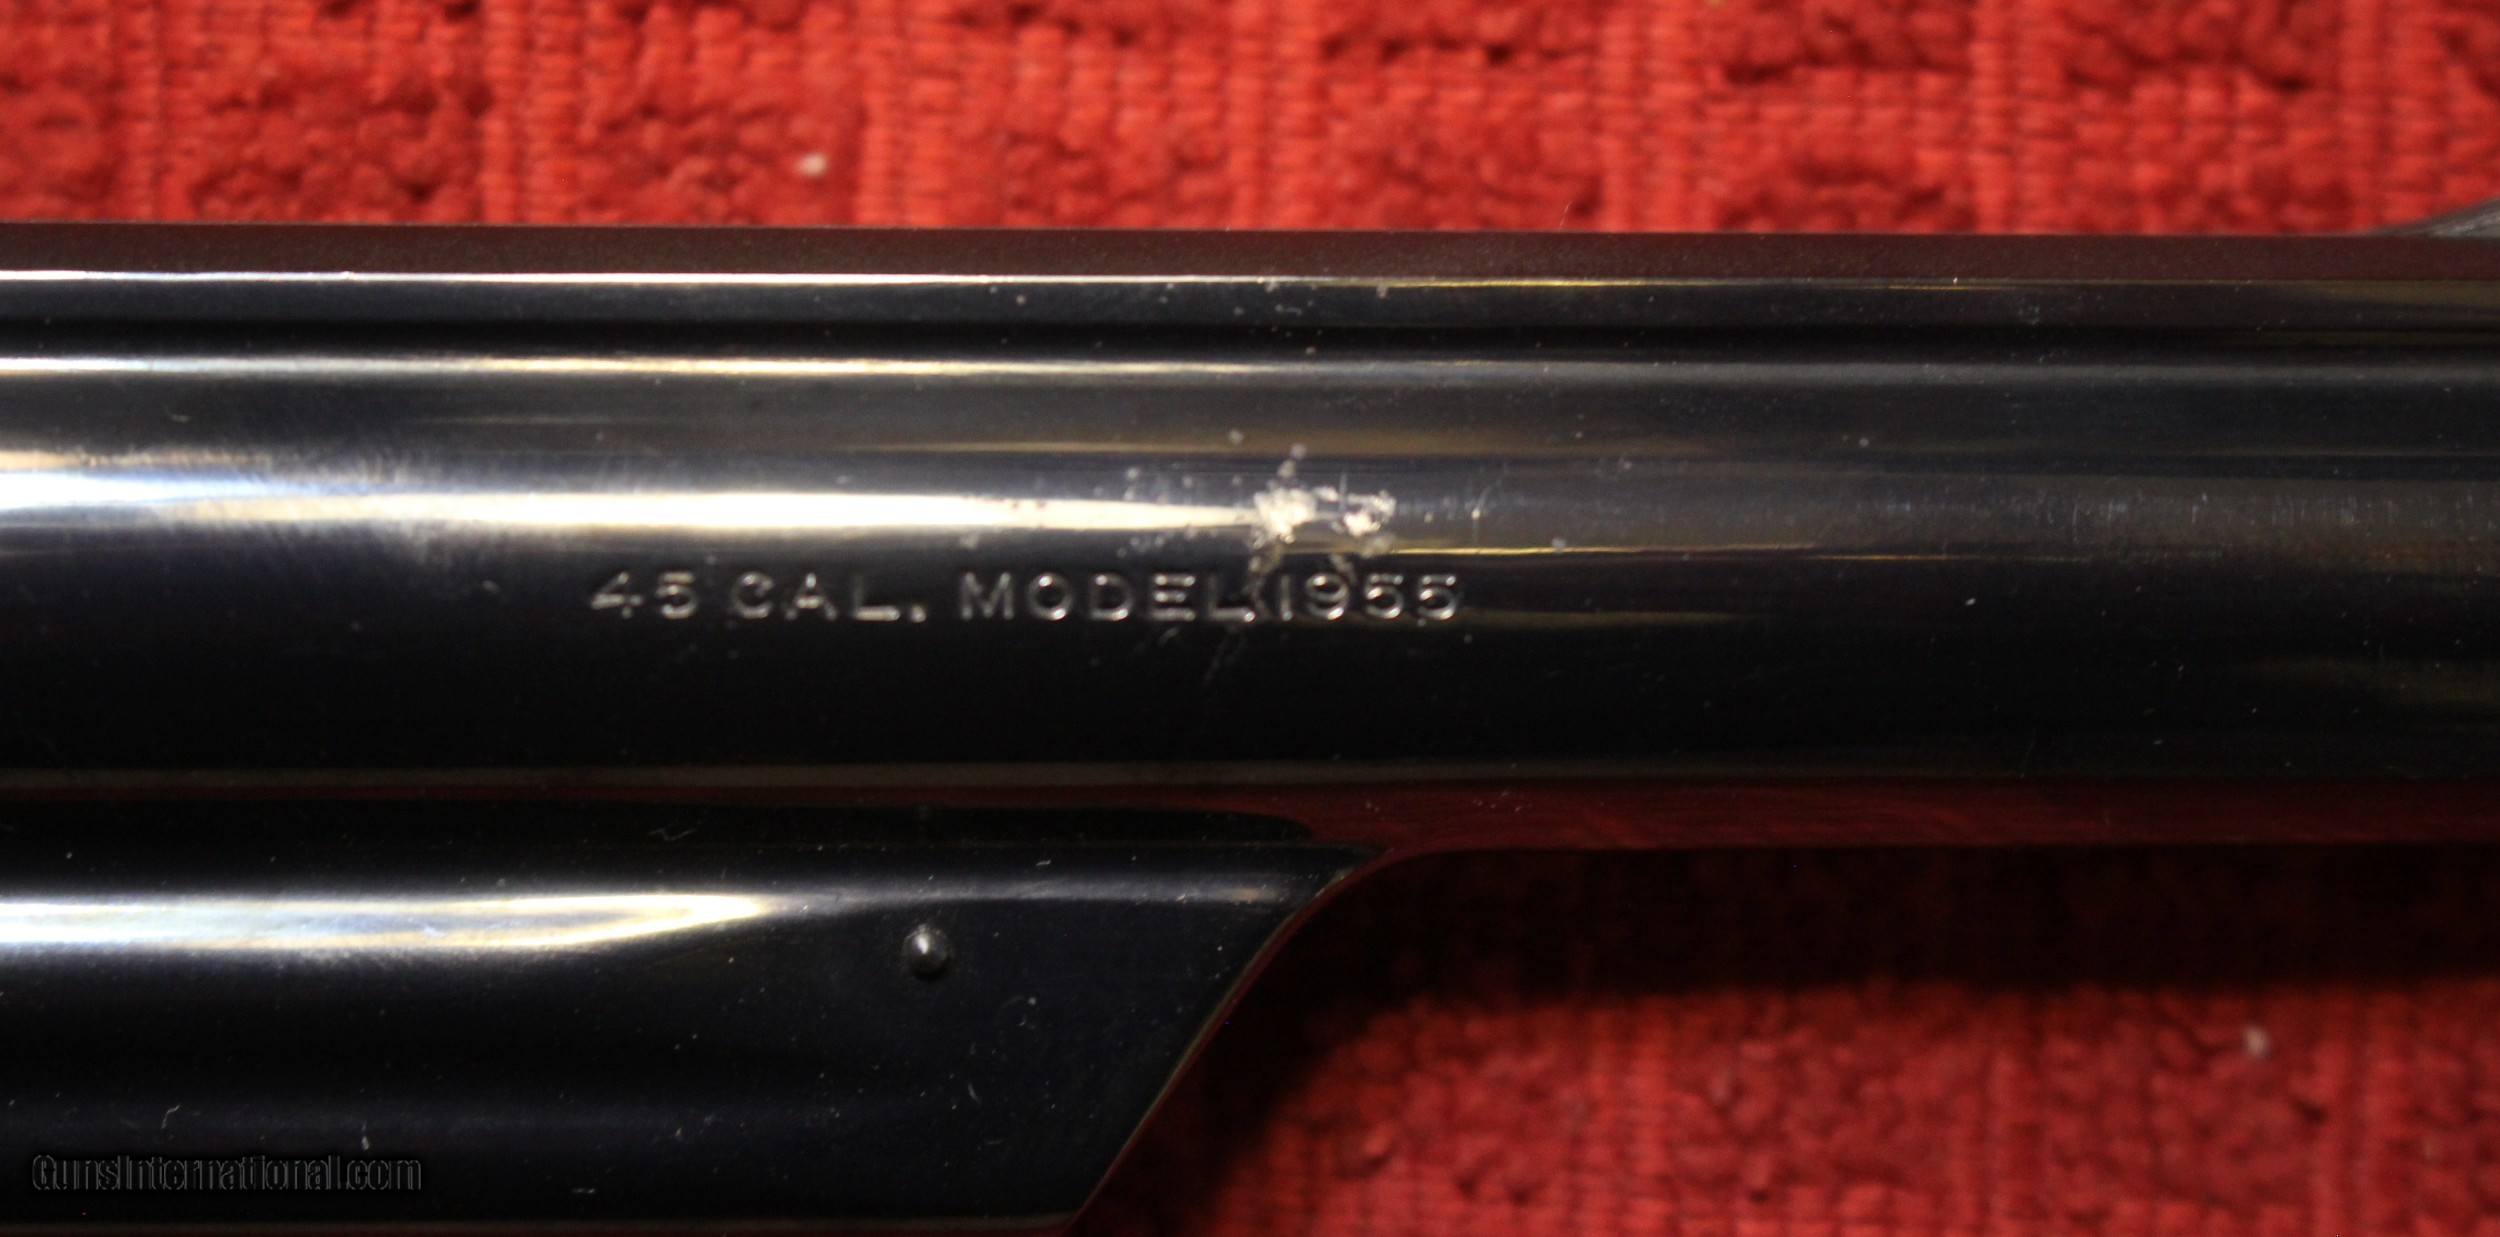 45 CAL. MODEL 1955
GunsInternational.com